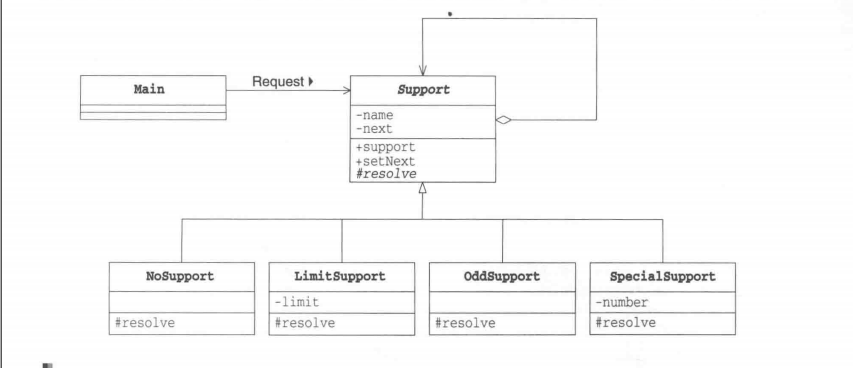 Main
Request ▶
Support
-name
-next
+support
+setNext
#resolve
NoSupport
#resolve
LimitSupport
-limit
#resolve
OddSupport
#resolve
SpecialSupport
-number
#resolve